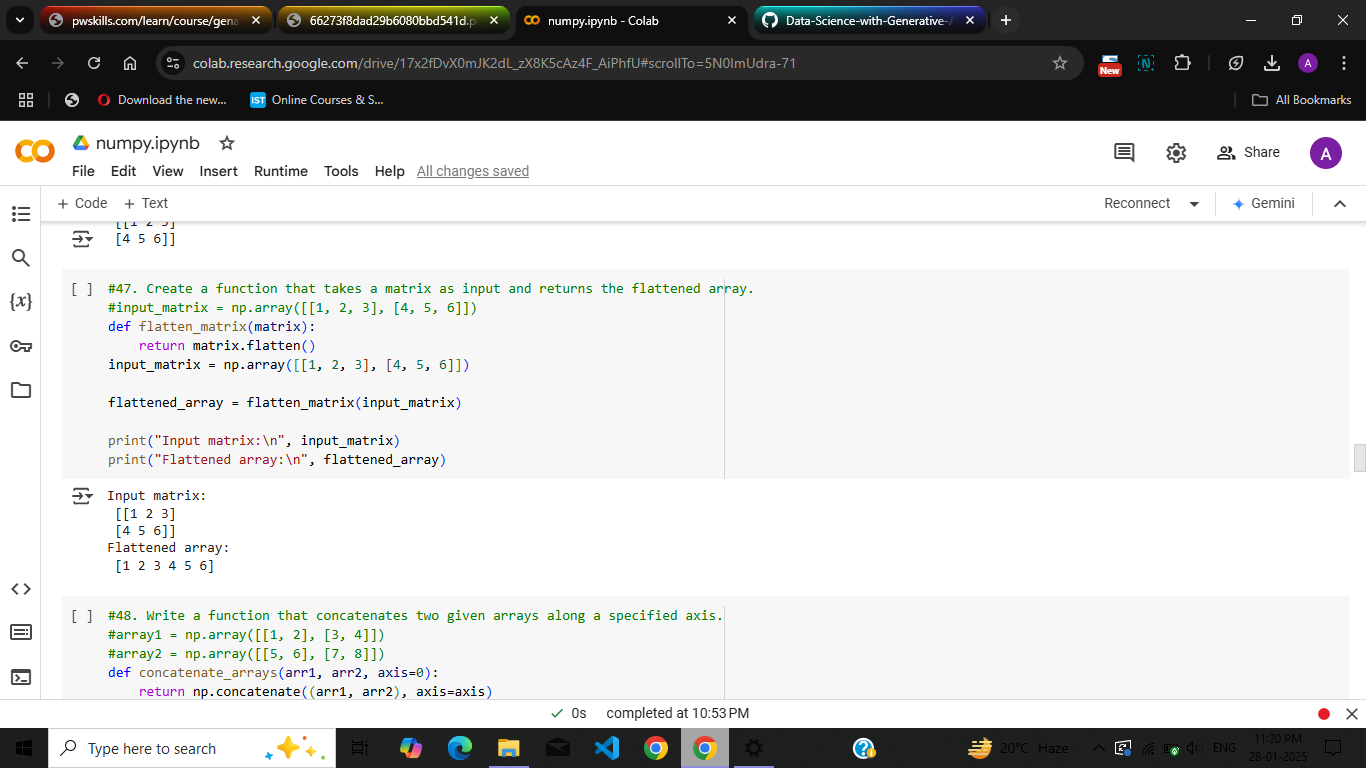 pwskills.com/learn/course/gena
66273f8dad29b6080bbd541d.p
numpy.ipynb - Colab
Data-Science-with-Generative-
colab.research.google.com/drive/17x2fDvX0mJK2dL_zX8K5cAz4F_AiPhfU#scrollTo=5N0ImUdra-71
New
N
A
Download the new...
IST Online Courses & S...
All Bookmarks
numpy.ipynb
Share
A
File Edit View Insert Runtime Tools Help All changes saved
+ Code + Text
Reconnect
Gemini
[[1 2 3]
[4 5 6]]
[ ] #47. Create a function that takes a matrix as input and returns the flattened array.
#input_matrix = np.array([[1, 2, 3], [4, 5, 6]])
def flatten_matrix(matrix):
    return matrix.flatten()
input_matrix = np.array([[1, 2, 3], [4, 5, 6]])
flattened_array = flatten_matrix(input_matrix)
print("Input matrix:\n", input_matrix)
print("Flattened array:\n", flattened_array)
Input matrix:
[[1 2 3]
[4 5 6]]
Flattened array:
[1 2 3 4 5 6]
[ ] #48. Write a function that concatenates two given arrays along a specified axis.
#array1 = np.array([[1, 2], [3, 4]])
#array2 = np.array([[5, 6], [7, 8]])
def concatenate_arrays(arr1, arr2, axis=0):
    return np.concatenate((arr1, arr2), axis=axis)
0s completed at 10:53 PM
Type here to search
20°C Haze
ENG
11:20 PM
28-01-2025